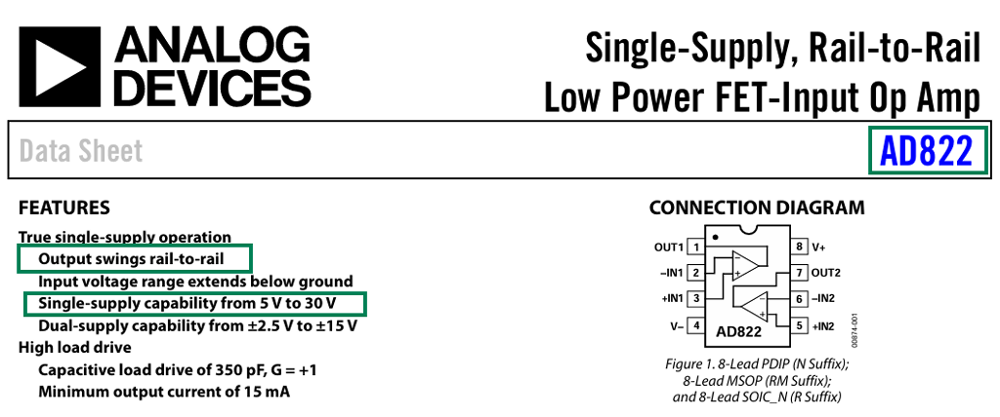 ANALOG
DEVICES
Single-Supply, Rail-to-Rail
Low Power FET-Input Op Amp
Data Sheet
AD822
FEATURES
True single-supply operation
Output swings rail-to-rail
Input voltage range extends below ground
Single-supply capability from 5 V to 30 V
Dual-supply capability from ±2.5 V to ±15 V
High load drive
Capacitive load drive of 350 pF, G = +1
Minimum output current of 15 mA
CONNECTION DIAGRAM
OUT1 1 8 V+
–IN1 2 7 OUT2
+IN1 3 6 –IN2
V– 4 5 +IN2
AD822
00874-001
Figure 1. 8-Lead PDIP (N Suffix);
8-Lead MSOP (RM Suffix);
and 8-Lead SOIC_N (R Suffix)